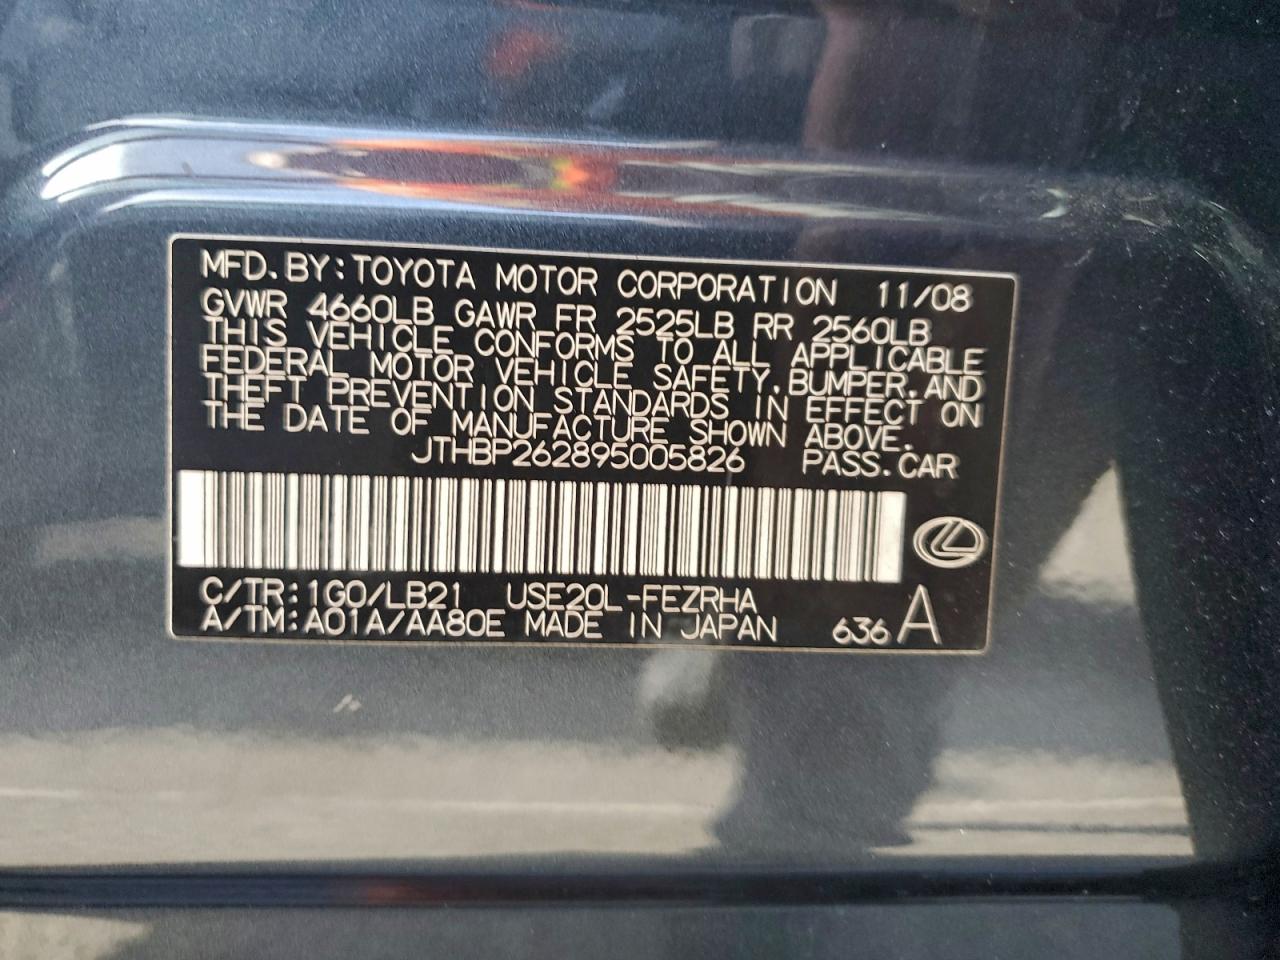 MFD.BY:TOYOTA MOTOR CORPORATION 11/08
GVWR 4660LB GAWR FR 2525LB RR 2560LB
THIS VEHICLE CONFORMS TO ALL APPLICABLE
FEDERAL MOTOR VEHICLE SAFETY,BUMPER,AND
THEFT PREVENTION STANDARDS IN EFFECT ON
THE DATE OF MANUFACTURE SHOWN ABOVE.
JTHBP262895005826 PASS.CAR
C/TR:1G0/LB21 USE20L-FEZRHA
A/TM:A01A/AA80E MADE IN JAPAN 636 A